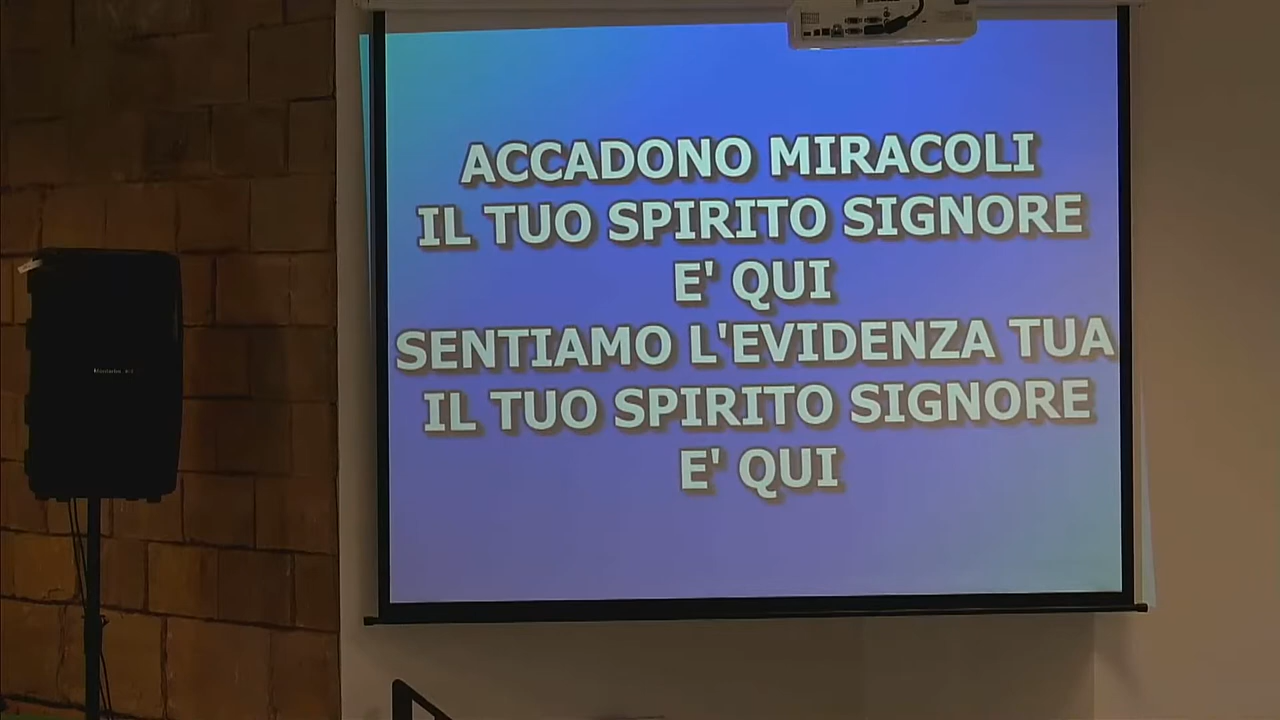 ACCADONO MIRACOLI
IL TUO SPIRITO SIGNORE
E' QUI
SENTIAMO L'EVIDENZA TUA
IL TUO SPIRITO SIGNORE
E' QUI